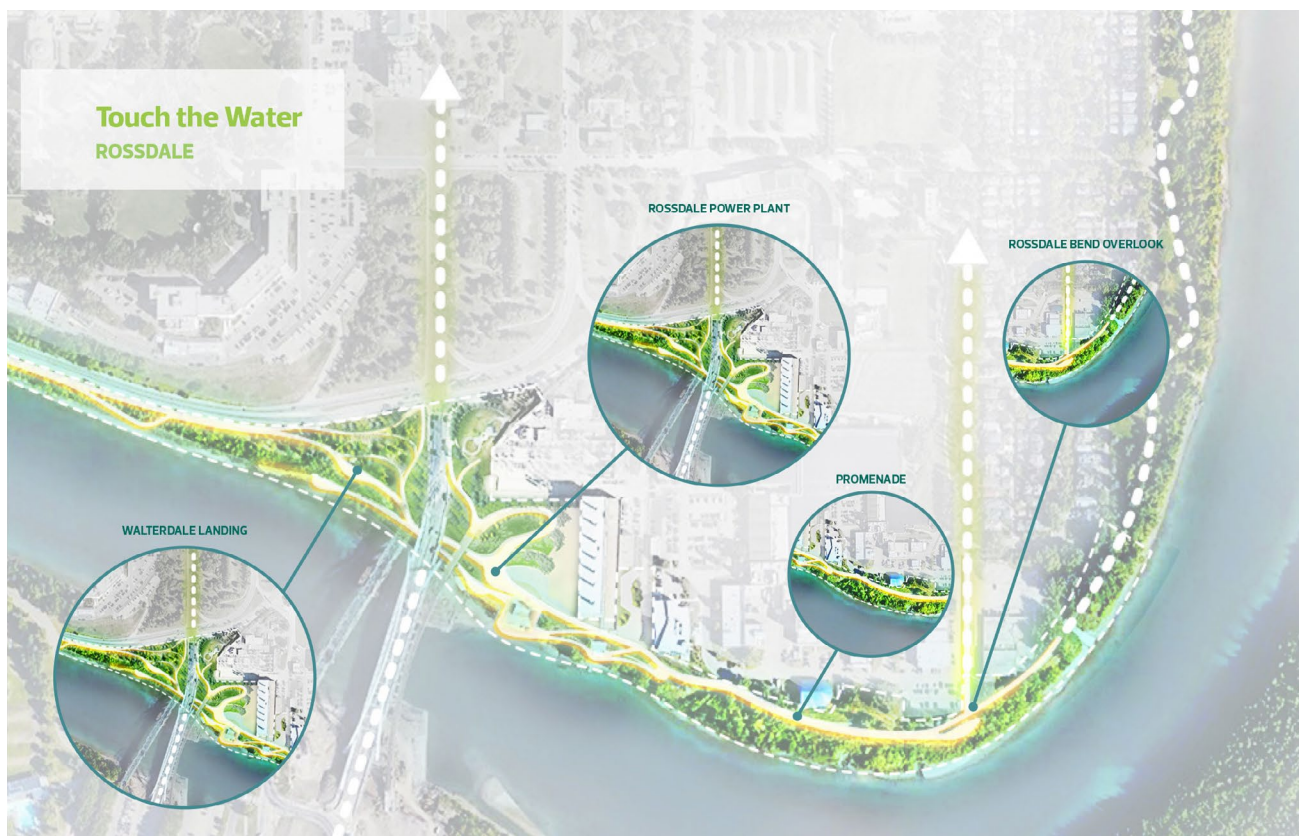 Touch the Water
ROSSDALE
ROSSDALE POWER PLANT
ROSSDALE BEND OVERLOOK
PROMENADE
WALTERDALE LANDING